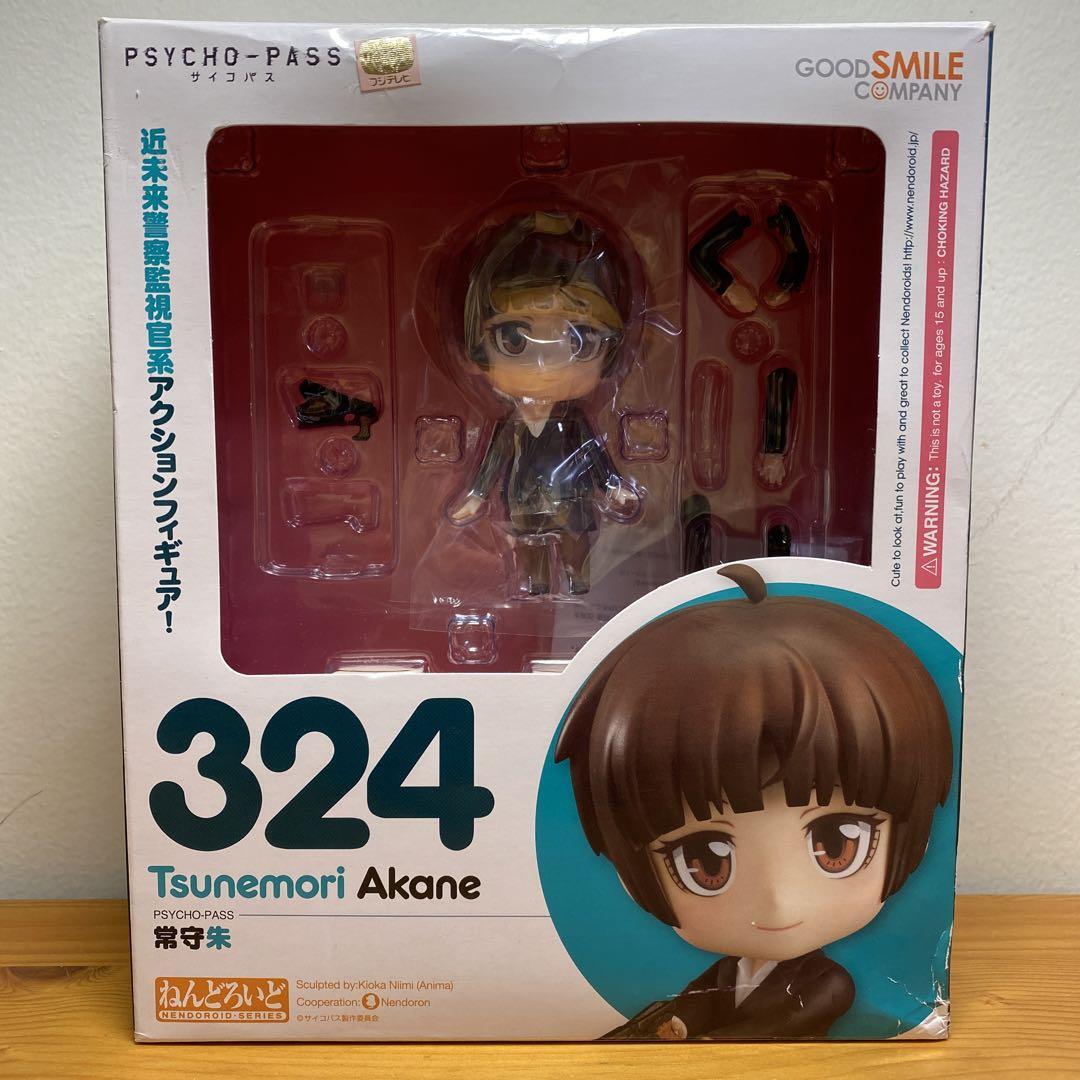 PSYCHO-PASS
サイコパス
フジテレビ
GOOD SMILE
COMPANY
近未来警察監視官系アクションフィギュア!
Cute to look at,fun to play with and great to collect Nendoroids! http://www.nendoroid.jp/
WARNING: This is not a toy. for ages 15 and up : CHOKING HAZARD
324
Tsunemori Akane
PSYCHO-PASS
常守朱
ねんどろいど
NENDOROID-SERIES
Sculpted by:Kioka Niimi (Anima)
Cooperation: Nendoron
©サイコパス製作委員会